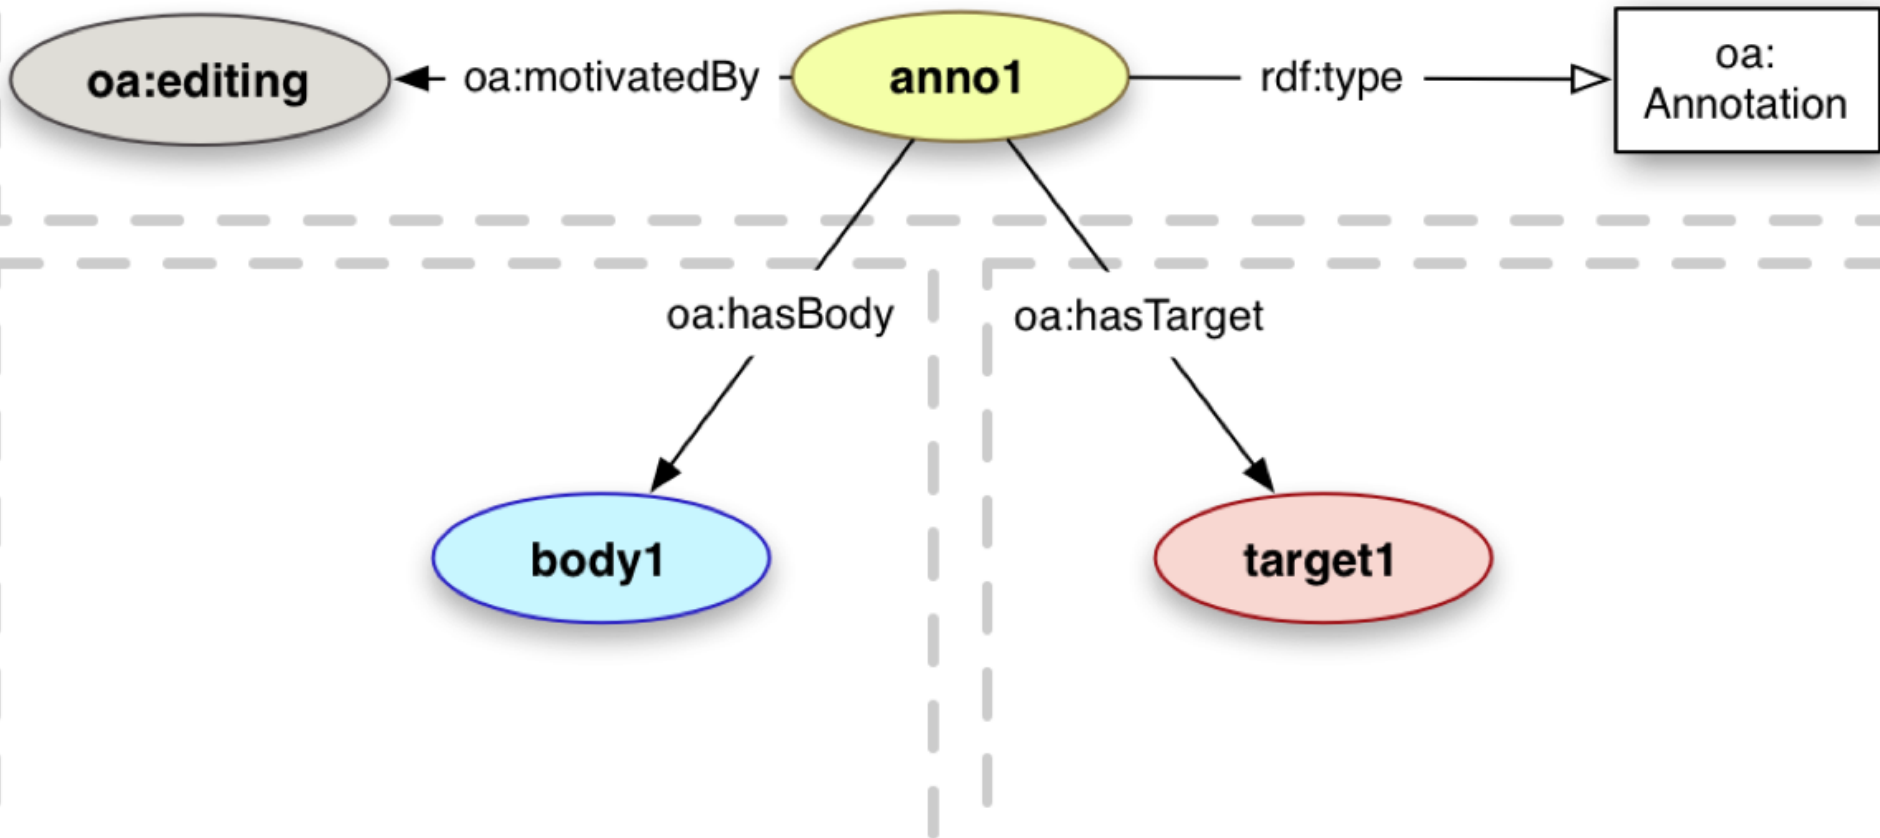 oa:editing
oa:motivatedBy
anno1
rdf:type
oa:
Annotation
oa:hasBody
oa:hasTarget
body1
target1